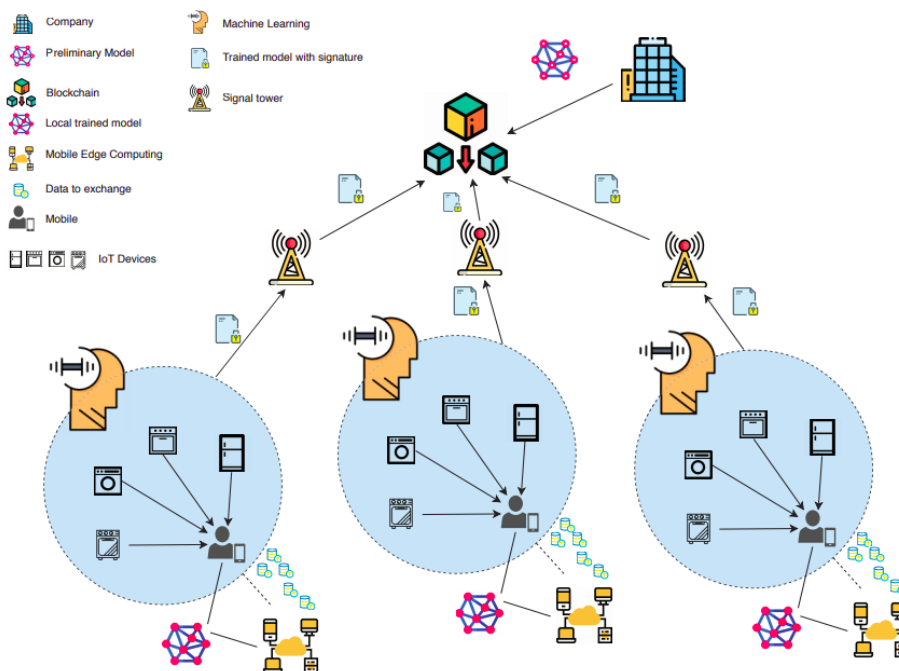 Company
Preliminary Model
Blockchain
Local trained model
Mobile Edge Computing
Data to exchange
Mobile
IoT Devices
Machine Learning
Trained model with signature
Signal tower